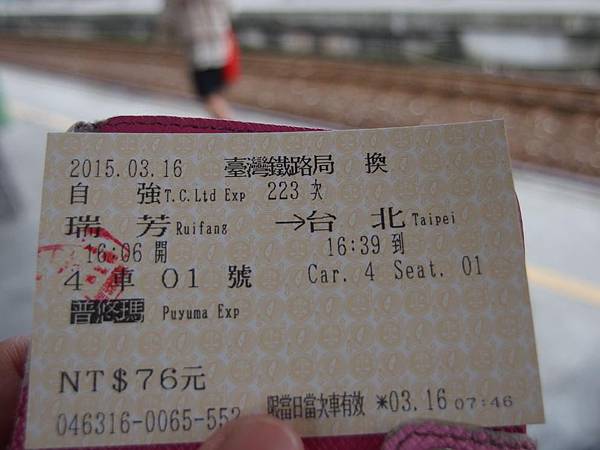 2015.03.16 臺灣鐵路局 換
自 強 T.C.Ltd Exp 223 次
瑞 芳 Ruifang → 台 北 Taipei
16:06 開 16:39 到
4 車 01 號 Car. 4 Seat. 01
普悠瑪 Puyuma Exp
NT$76元
046316-0065-552 限當日當次車有效 *03.16 07:46